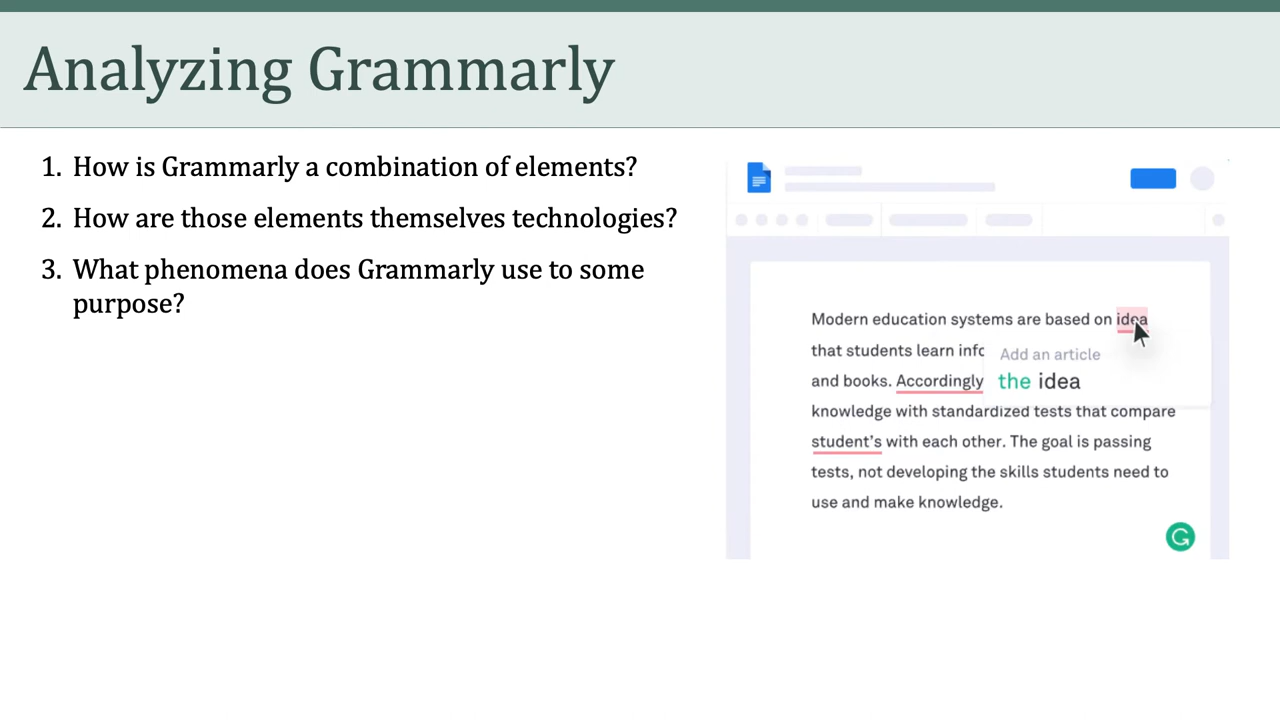 Analyzing Grammarly
1. How is Grammarly a combination of elements?
2. How are those elements themselves technologies?
3. What phenomena does Grammarly use to some
purpose?
Modern education systems are based on idea
that students learn info
Add an article
and books. Accordingly
the idea
knowledge with standardized tests that compare
student's with each other. The goal is passing
tests, not developing the skills students need to
use and make knowledge.